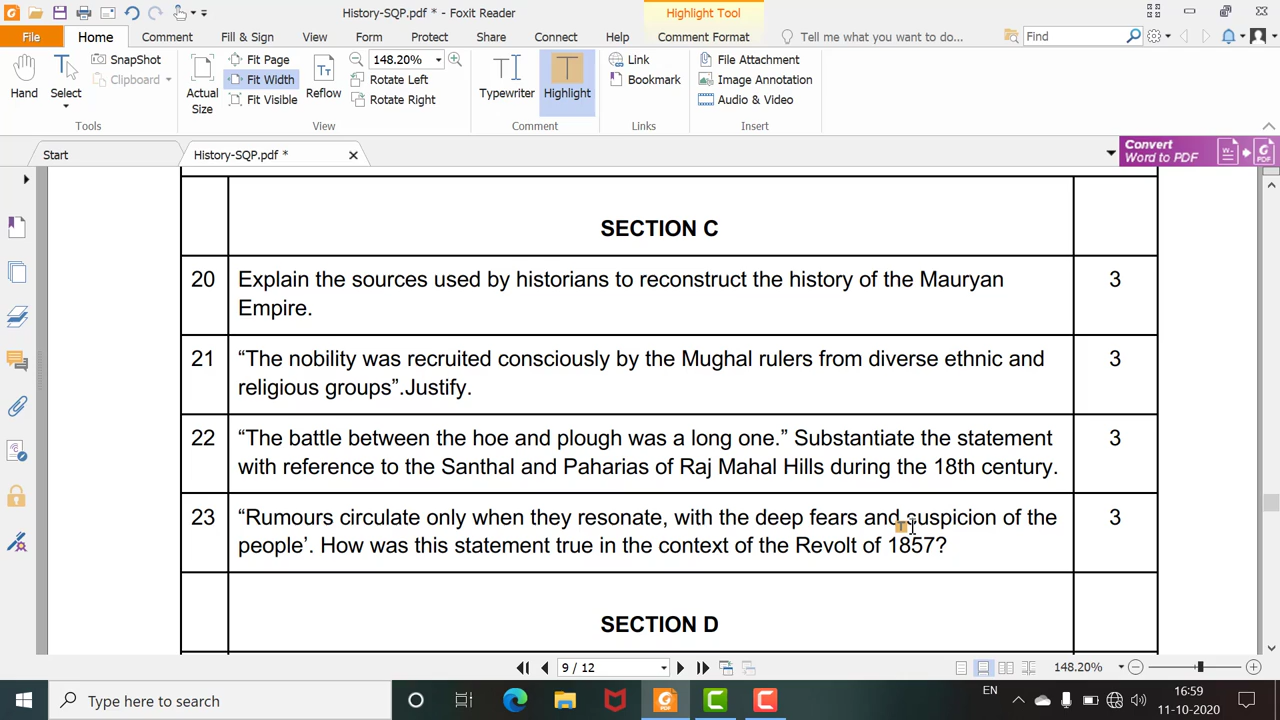 History-SQP.pdf * - Foxit Reader
Highlight Tool
File
Home
Comment
Fill & Sign
View
Form
Protect
Share
Connect
Help
Comment Format
Tell me what you want to do...
Find
Hand
Select
SnapShot
Clipboard
Tools
Actual
Size
Fit Page
Fit Width
Fit Visible
Reflow
148.20%
Rotate Left
Rotate Right
View
Typewriter
Highlight
Comment
Link
Bookmark
Links
File Attachment
Image Annotation
Audio & Video
Insert
Start
History-SQP.pdf *
Convert
Word to PDF
SECTION C
20 Explain the sources used by historians to reconstruct the history of the Mauryan 3
Empire.
21 “The nobility was recruited consciously by the Mughal rulers from diverse ethnic and 3
religious groups”.Justify.
22 “The battle between the hoe and plough was a long one.” Substantiate the statement 3
with reference to the Santhal and Paharias of Raj Mahal Hills during the 18th century.
23 “Rumours circulate only when they resonate, with the deep fears and suspicion of the 3
people’. How was this statement true in the context of the Revolt of 1857?
SECTION D
9 / 12
148.20%
Type here to search
EN
16:59
11-10-2020